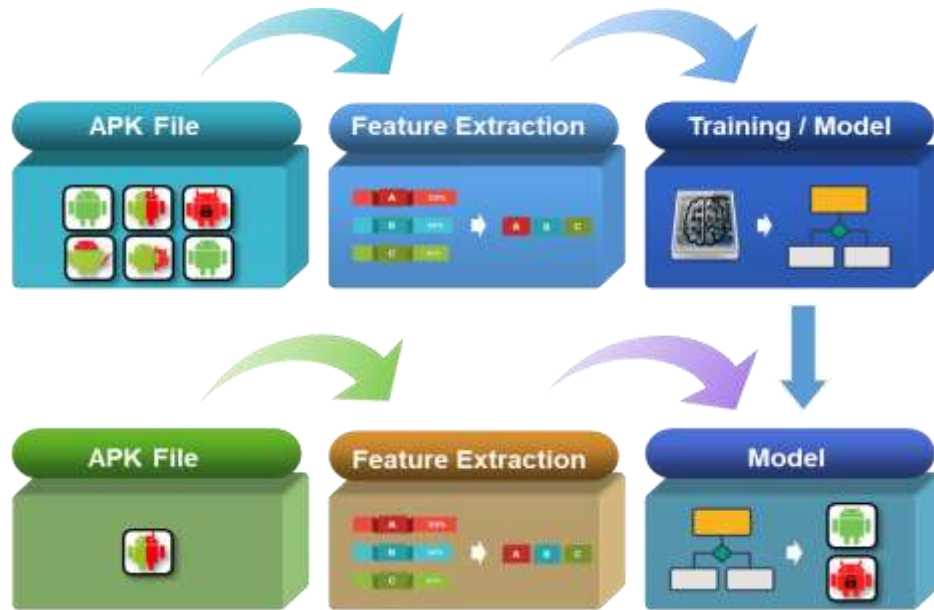 APK File
Feature Extraction
Training / Model
A
B
C
A B C
APK File
Feature Extraction
Model
A
B
C
A B C